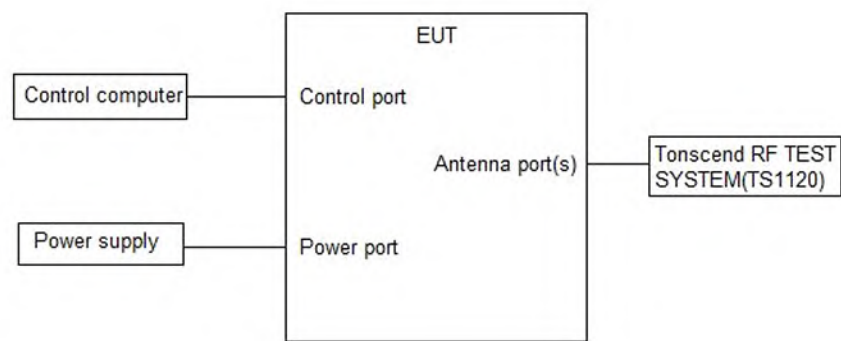 EUT
Control computer
Control port
Antenna port(s)
Tonscend RF TEST
SYSTEM(TS1120)
Power supply
Power port